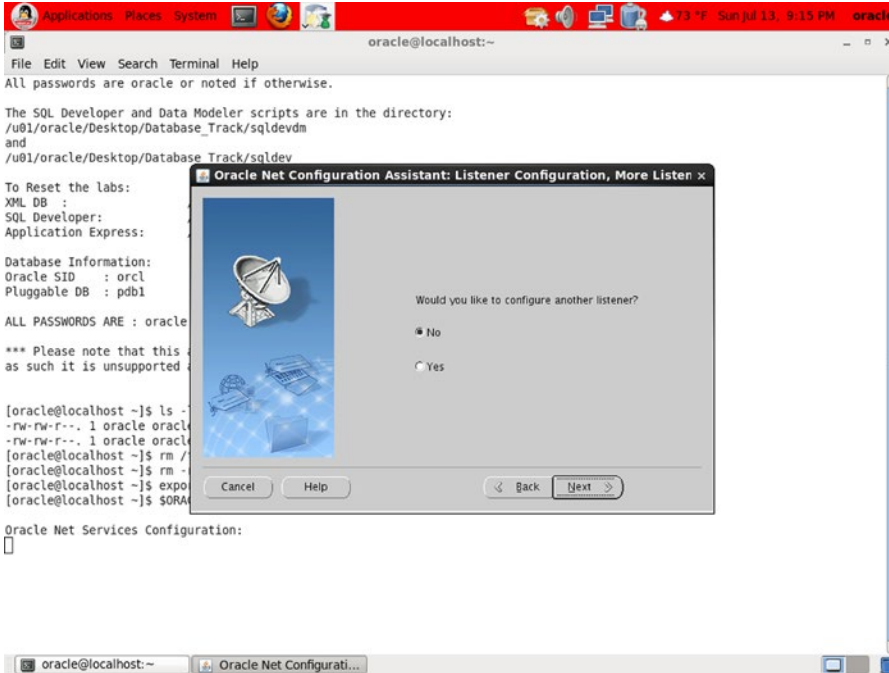 Applications Places System 73 °F Sun Jul 13, 9:15 PM oracle
oracle@localhost:~
File Edit View Search Terminal Help
All passwords are oracle or noted if otherwise.
The SQL Developer and Data Modeler scripts are in the directory:
/u01/oracle/Desktop/Database_Track/sqldevdm
and
/u01/oracle/Desktop/Database_Track/sqldev
To Reset the labs:
XML DB :
SQL Developer:
Application Express:
Database Information:
Oracle SID : orcl
Pluggable DB : pdb1
ALL PASSWORDS ARE : oracle
*** Please note that this
as such it is unsupported
[oracle@localhost ~]$ ls -
-rw-rw-r--. 1 oracle oracle
-rw-rw-r--. 1 oracle oracle
[oracle@localhost ~]$ rm /
[oracle@localhost ~]$ rm -
[oracle@localhost ~]$ expo
[oracle@localhost ~]$ $ORA
Oracle Net Services Configuration:
Oracle Net Configuration Assistant: Listener Configuration, More Listen
Would you like to configure another listener?
No
Yes
Cancel Help Back Next
oracle@localhost:~ Oracle Net Configurati...